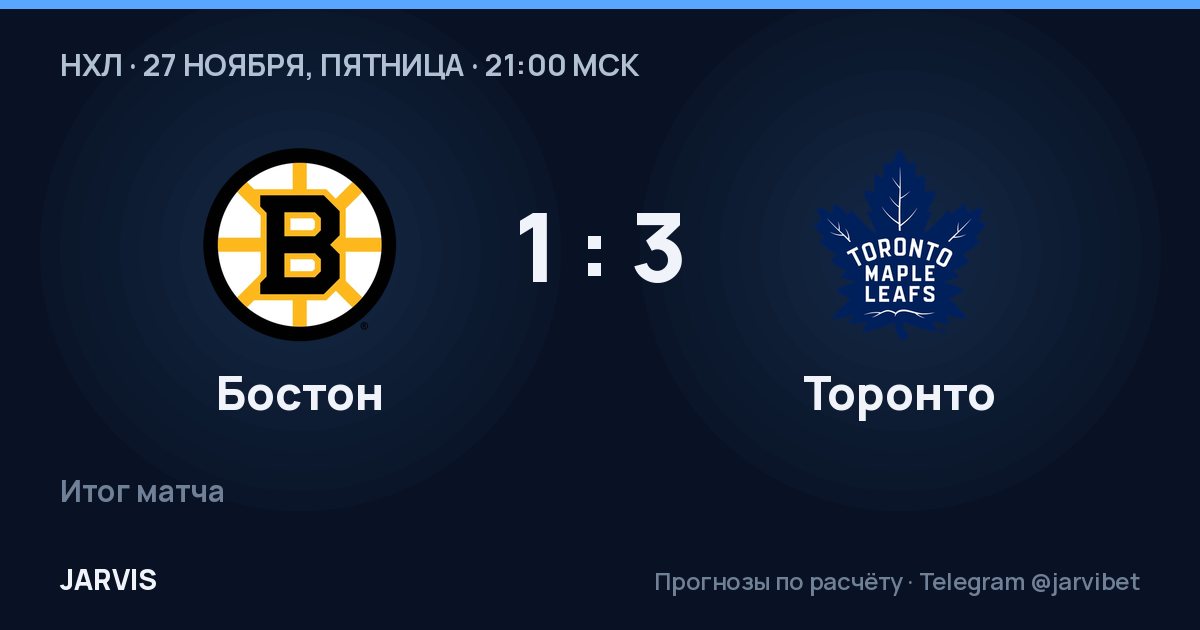 НХЛ · 27 НОЯБРЯ, ПЯТНИЦА · 21:00 МСК
B
®
1 : 3
TORONTO
MAPLE
LEAFS
Бостон
Торонто
Итог матча
JARVIS
Прогнозы по расчёту · Telegram @jarvibet